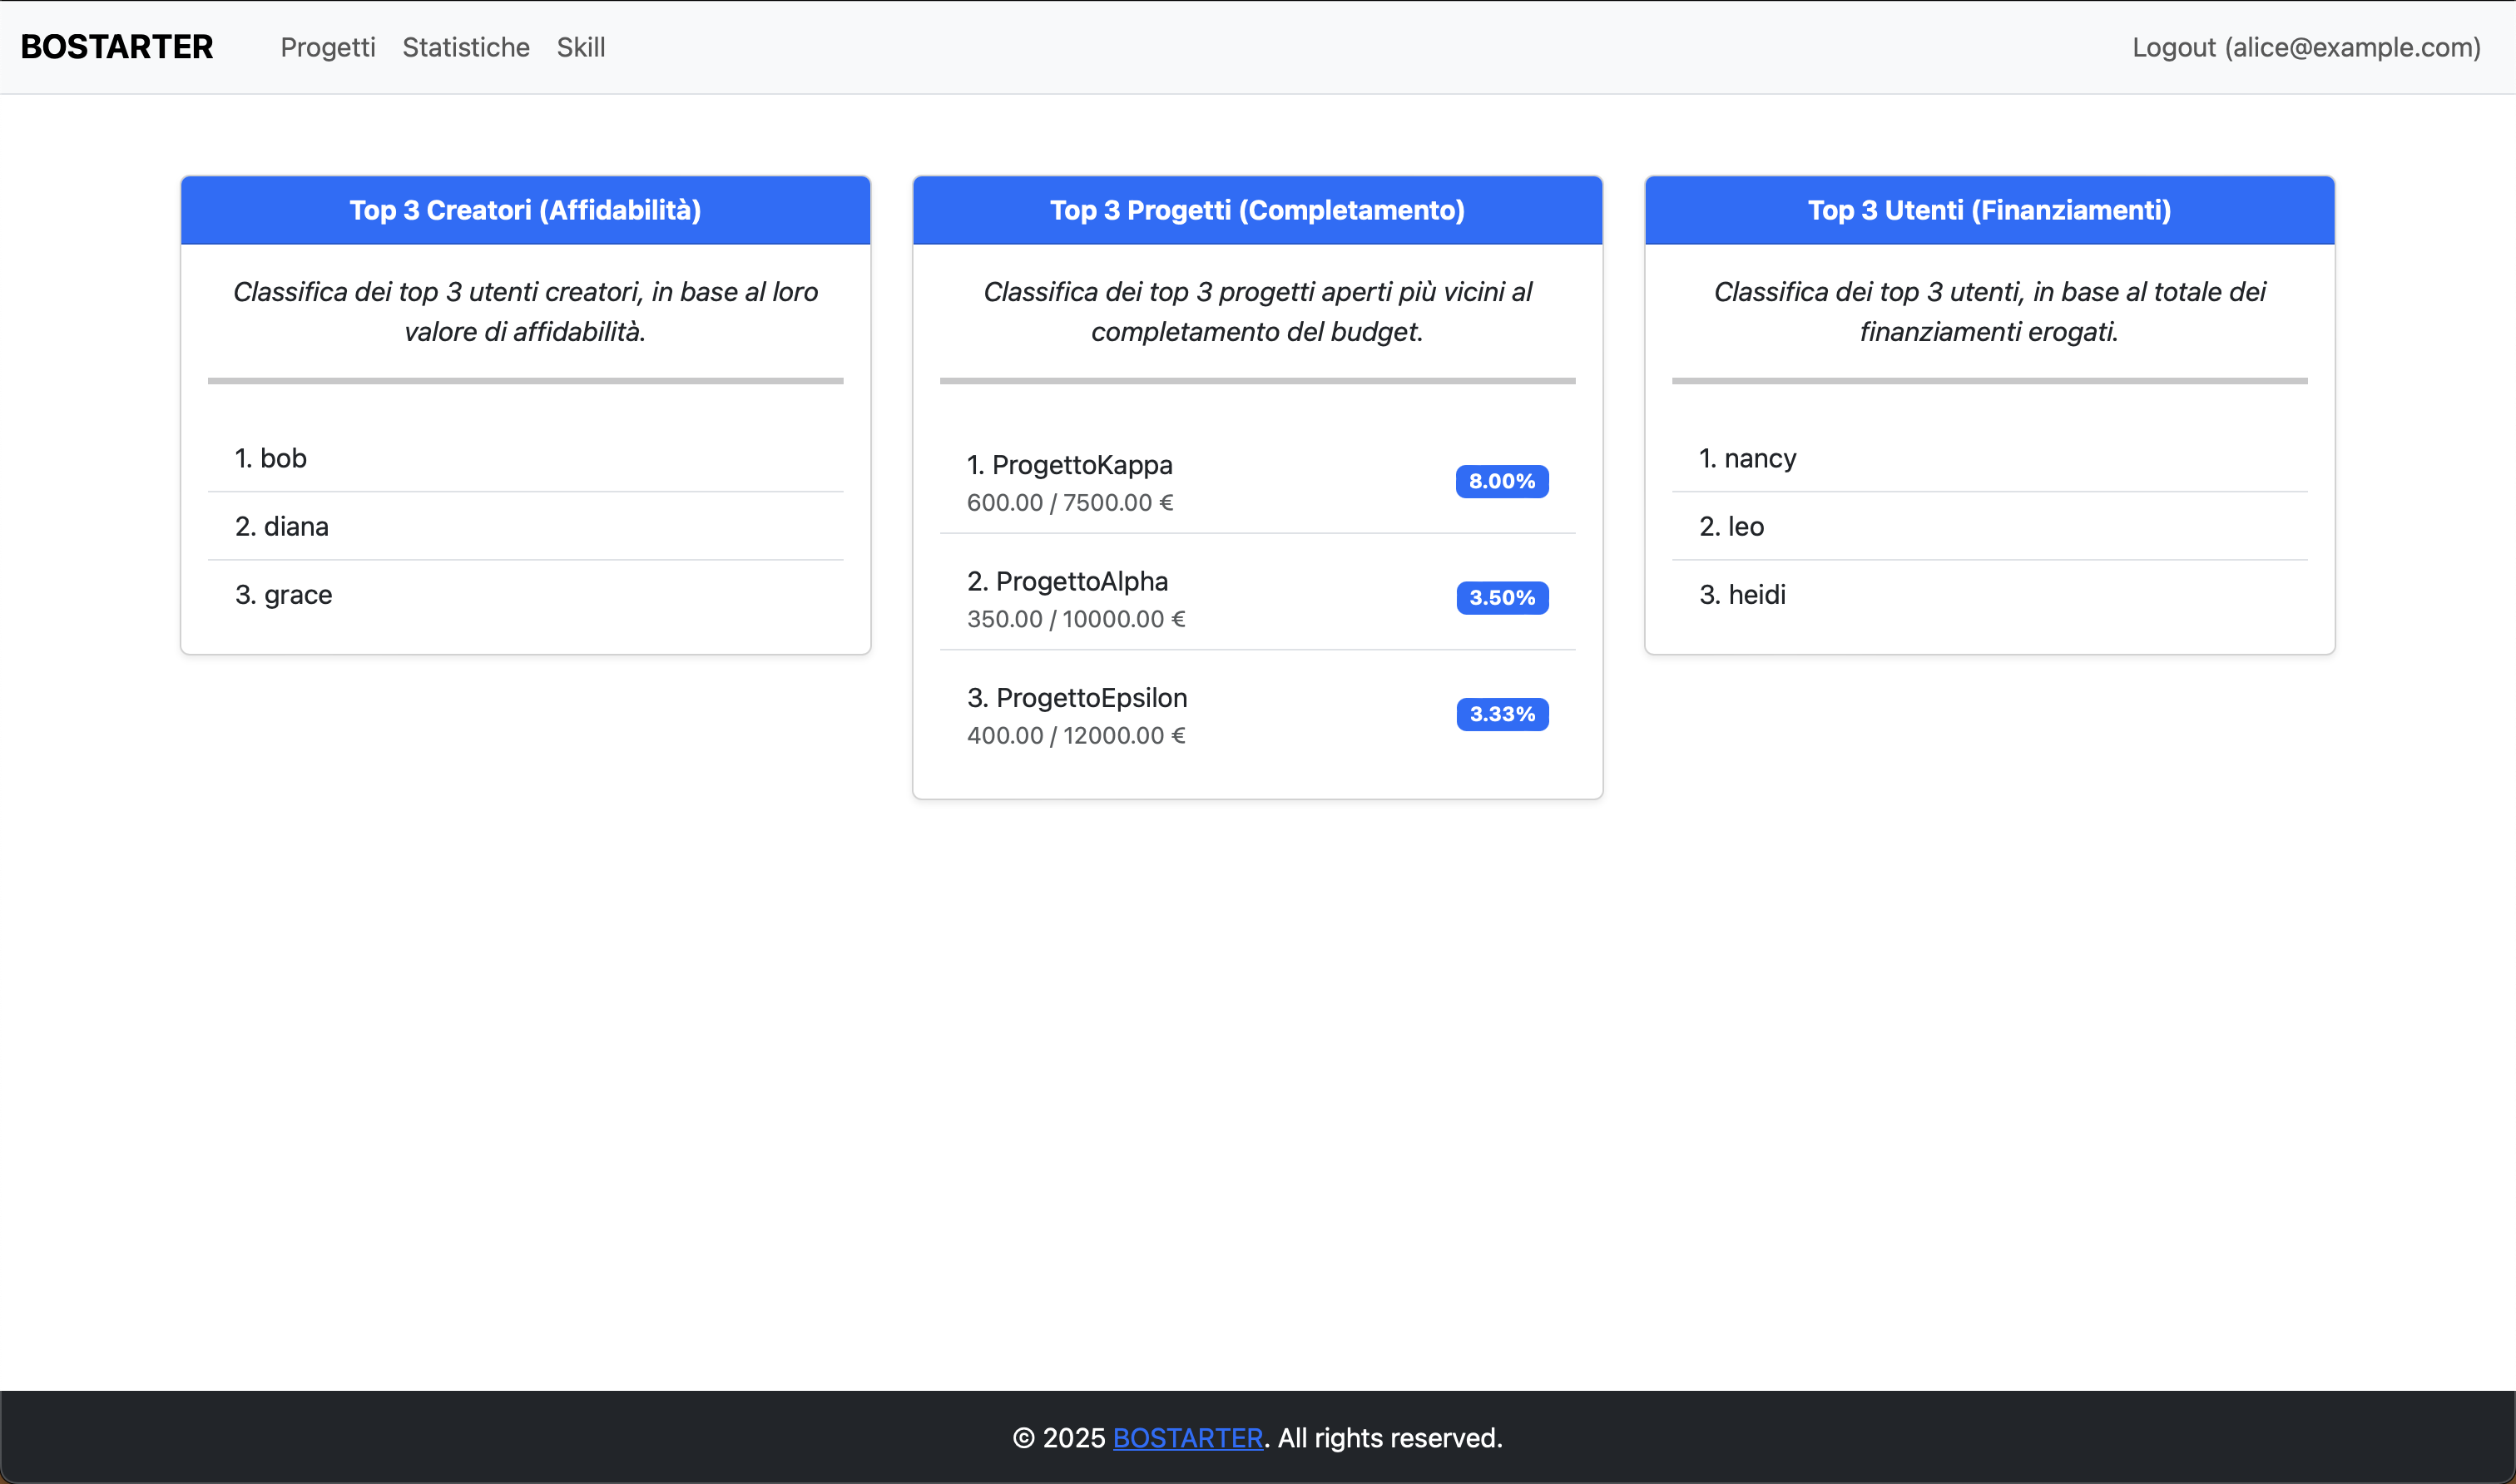 BOSTARTER
Progetti
Statistiche
Skill
Logout (alice@example.com)
Top 3 Creatori (Affidabilità)
Classifica dei top 3 utenti creatori, in base al loro
valore di affidabilità.
1. bob
2. diana
3. grace
Top 3 Progetti (Completamento)
Classifica dei top 3 progetti aperti più vicini al
completamento del budget.
1. ProgettoKappa
600.00 / 7500.00 €
8.00%
2. ProgettoAlpha
350.00 / 10000.00 €
3.50%
3. ProgettoEpsilon
400.00 / 12000.00 €
3.33%
Top 3 Utenti (Finanziamenti)
Classifica dei top 3 utenti, in base al totale dei
finanziamenti erogati.
1. nancy
2. leo
3. heidi
© 2025 BOSTARTER. All rights reserved.